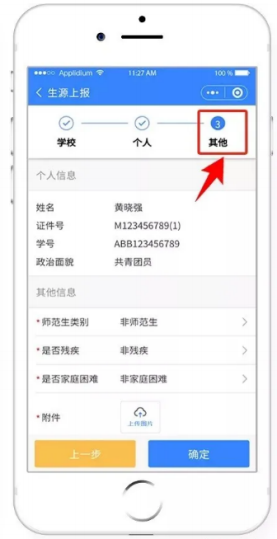 Applidium 11:27 AM 100 %
生源上报
3
学校 个人 其他
个人信息
姓名 黄晓强
证件号 M123456789(1)
学号 ABB123456789
政治面貌 共青团员
其他信息
*师范生类别 非师范生
*是否残疾 非残疾
*是否家庭困难 非家庭困难
*附件
上传图片
上一步 确定